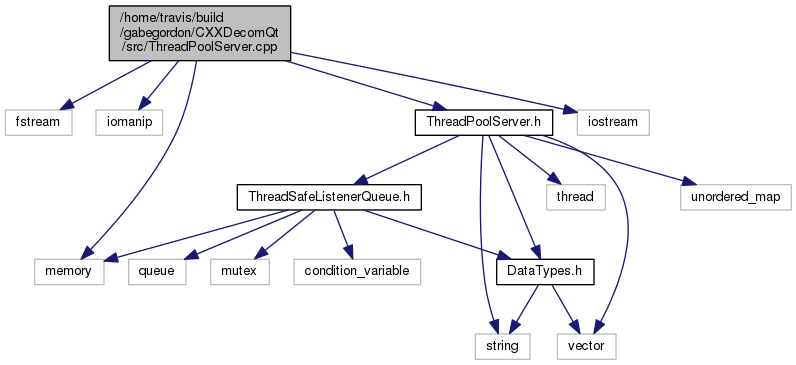 /home/travis/build
/gabegordon/CXXDecomQt
/src/ThreadPoolServer.cpp
fstream
iomanip
ThreadPoolServer.h
iostream
ThreadSafeListenerQueue.h
thread
unordered_map
memory
queue
mutex
condition_variable
DataTypes.h
string
vector